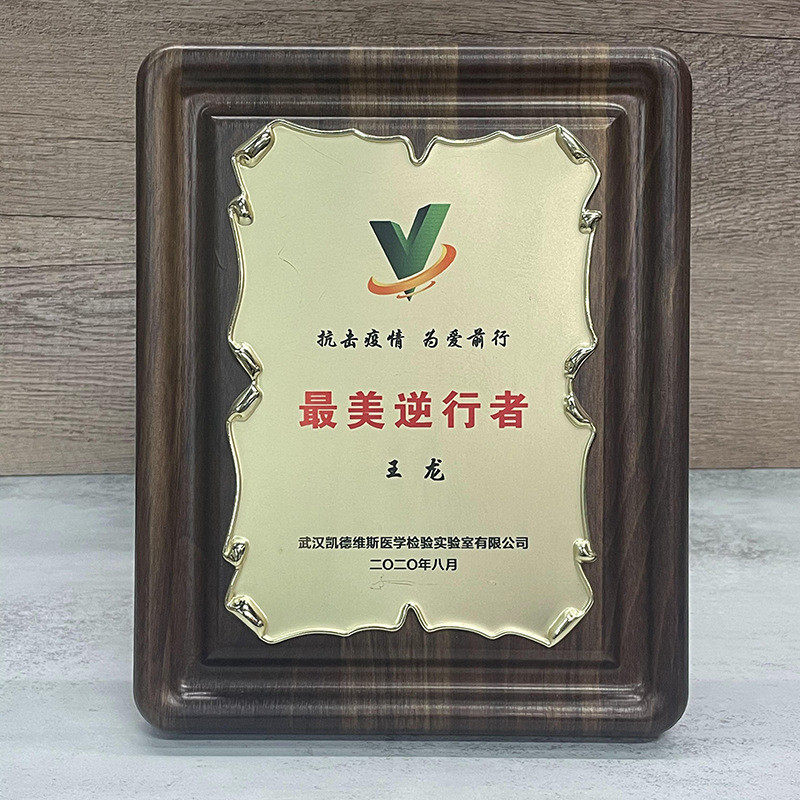 抗击疫情 为爱前行
最美逆行者
王龙
武汉凯德维斯医学检验实验室有限公司
二〇二〇年八月